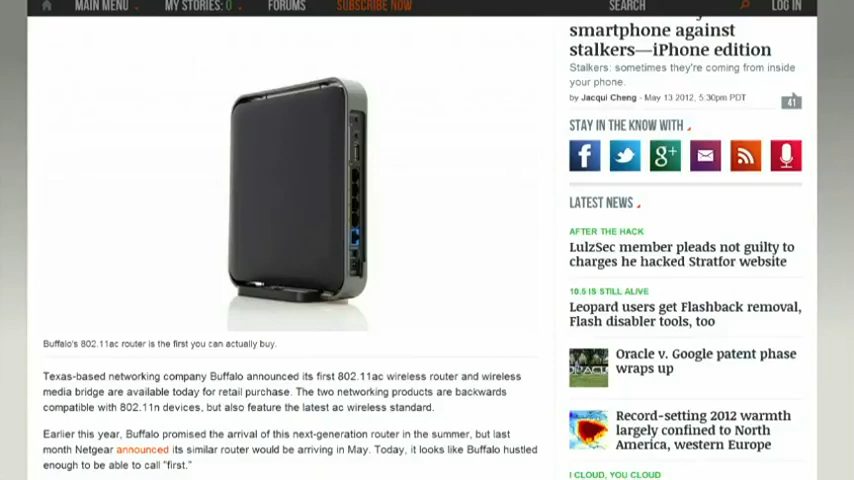 MAIN MENU
MY STORIES: 0
FORUMS
SUBSCRIBE NOW
SEARCH
LOG IN
smartphone against
stalkers—iPhone edition
Stalkers: sometimes they're coming from inside
your phone.
by Jacqui Cheng - May 13 2012, 5:30pm PDT
41
STAY IN THE KNOW WITH
LATEST NEWS
AFTER THE HACK
LulzSec member pleads not guilty to
charges he hacked Stratfor website
10.5 IS STILL ALIVE
Leopard users get Flashback removal,
Flash disabler tools, too
Oracle v. Google patent phase
wraps up
Record-setting 2012 warmth
largely confined to North
America, western Europe
I CLOUD, YOU CLOUD
Buffalo's 802.11ac router is the first you can actually buy.
Texas-based networking company Buffalo announced its first 802.11ac wireless router and wireless
media bridge are available today for retail purchase. The two networking products are backwards
compatible with 802.11n devices, but also feature the latest ac wireless standard.
Earlier this year, Buffalo promised the arrival of this next-generation router in the summer, but last
month Netgear announced its similar router would be arriving in May. Today, it looks like Buffalo hustled
enough to be able to call "first."